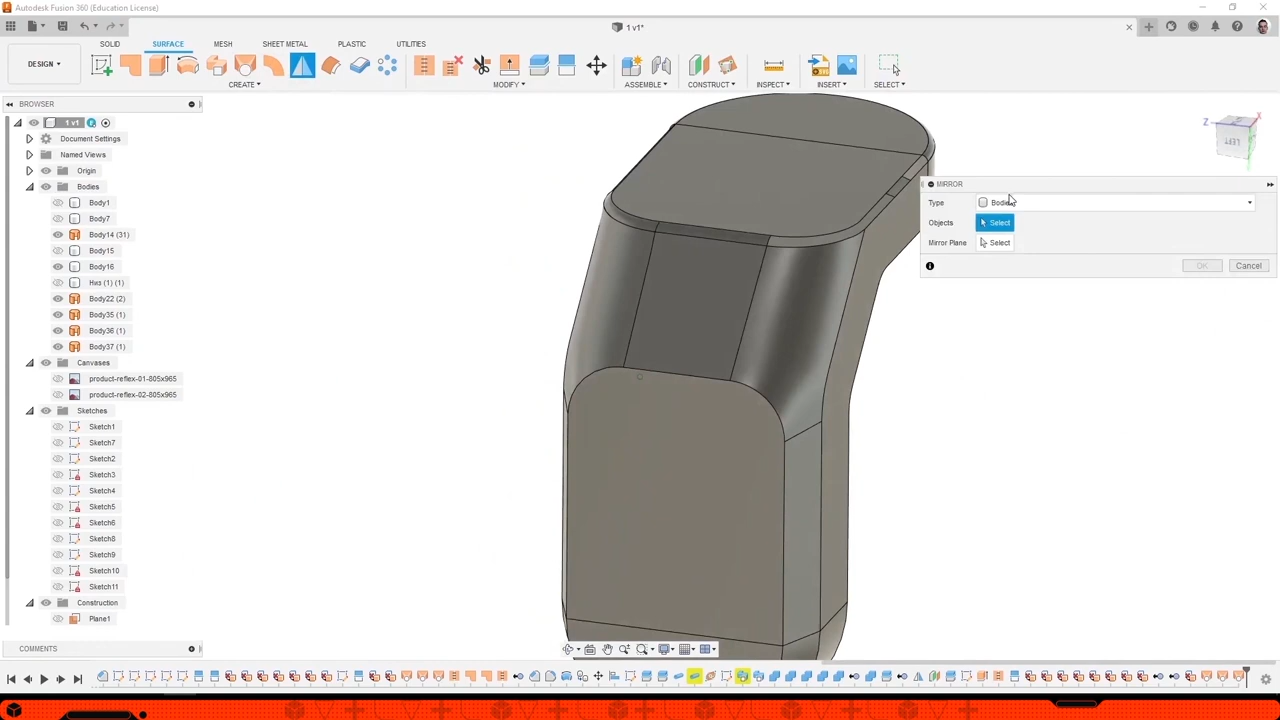 Autodesk Fusion 360 (Education License)
1 v1*
DESIGN
SOLID SURFACE MESH SHEET METAL PLASTIC UTILITIES
CREATE MODIFY ASSEMBLE CONSTRUCT INSPECT INSERT SELECT
BROWSER
1 v1
Document Settings
Named Views
Origin
Bodies
Body1
Body7
Body14 (31)
Body15
Body16
Низ (1) (1)
Body22 (2)
Body35 (1)
Body36 (1)
Body37 (1)
Canvases
product-reflex-01-805x965
product-reflex-02-805x965
Sketches
Sketch1
Sketch7
Sketch2
Sketch3
Sketch4
Sketch5
Sketch6
Sketch8
Sketch9
Sketch10
Sketch11
Construction
Plane1
COMMENTS
Z X
LEFT
MIRROR
Type Bodies
Objects Select
Mirror Plane Select
OK Cancel